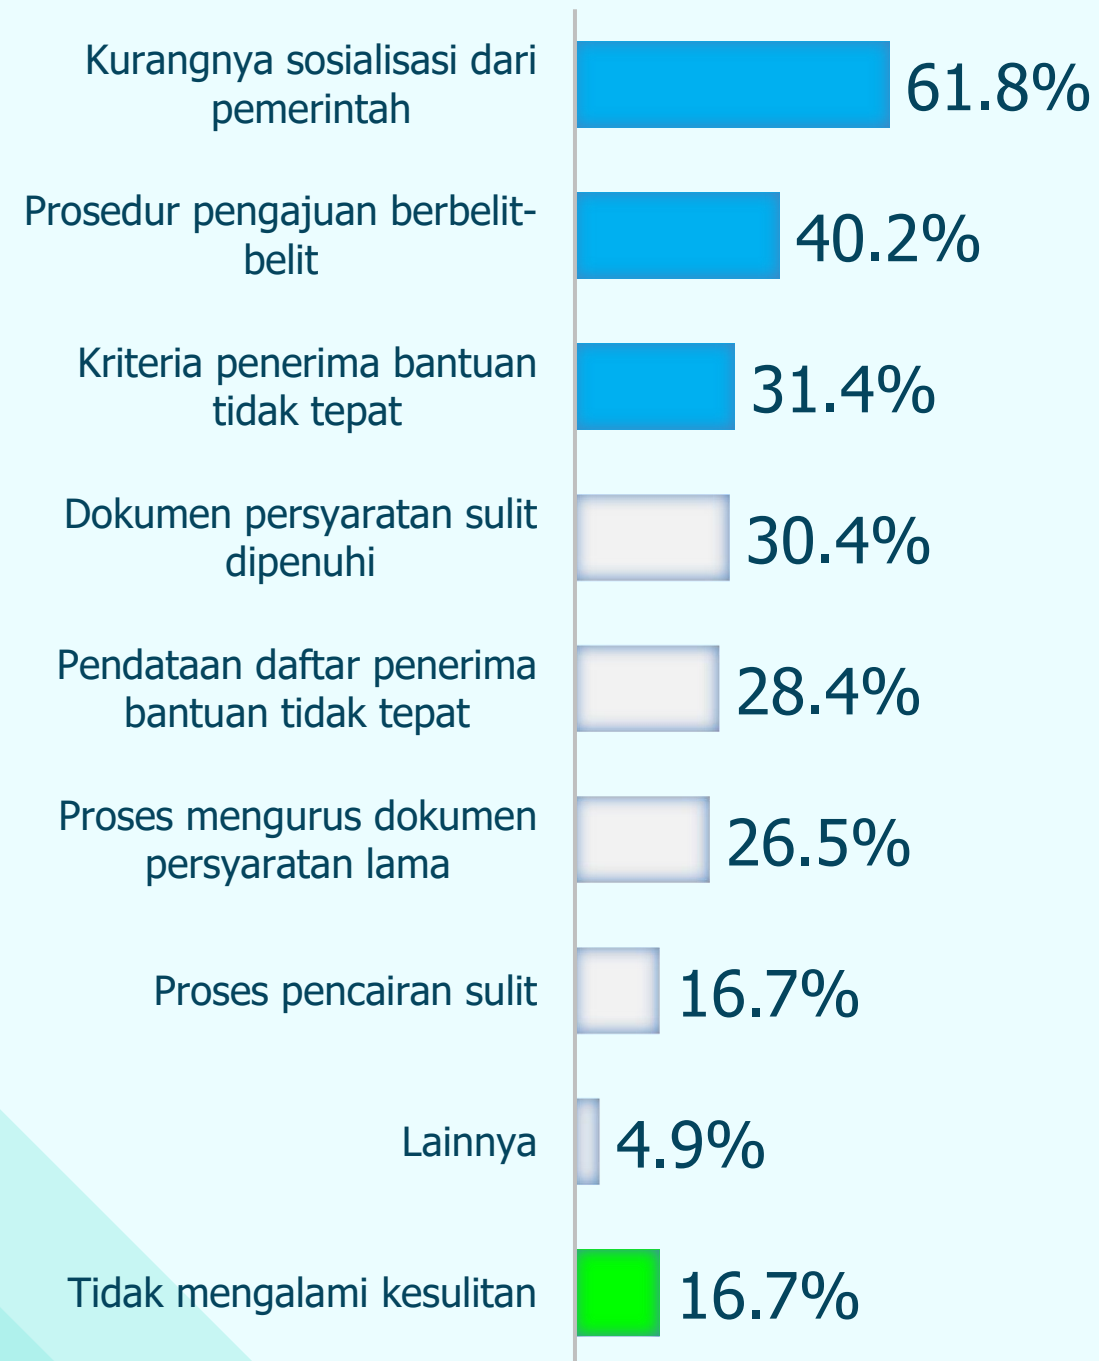 Kurangnya sosialisasi dari
pemerintah
61.8%
Prosedur pengajuan berbelit-
belit
40.2%
Kriteria penerima bantuan
tidak tepat
31.4%
Dokumen persyaratan sulit
dipenuhi
30.4%
Pendataan daftar penerima
bantuan tidak tepat
28.4%
Proses mengurus dokumen
persyaratan lama
26.5%
Proses pencairan sulit
16.7%
Lainnya
4.9%
Tidak mengalami kesulitan
16.7%